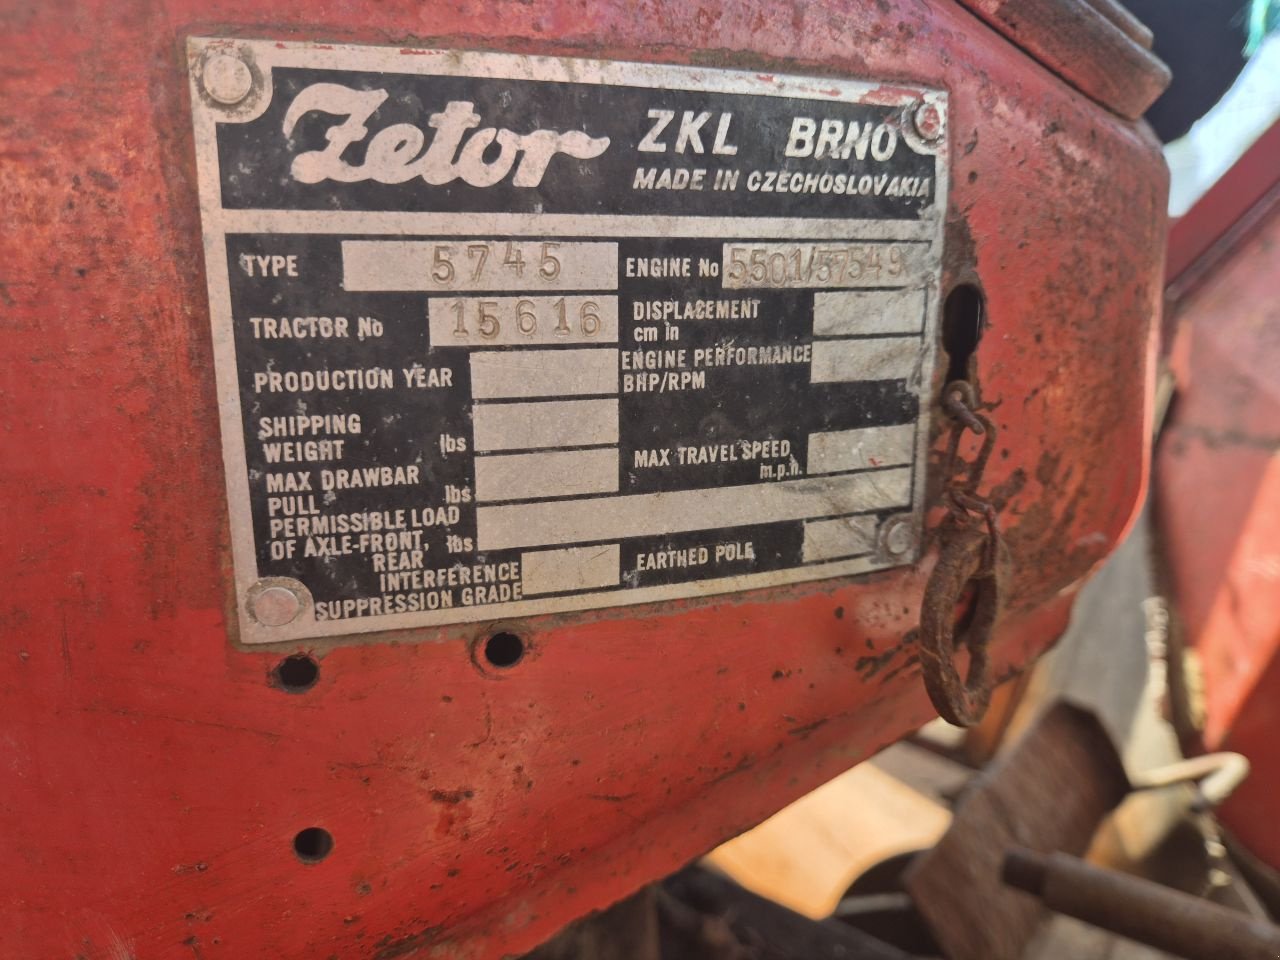 Zetor ZKL BRNO
MADE IN CZECHOSLOVAKIA
TYPE 5745
TRACTOR No 15616
PRODUCTION YEAR
SHIPPING
WEIGHT lbs
MAX DRAWBAR
PULL lbs
PERMISSIBLE LOAD
OF AXLE-FRONT, lbs
REAR
INTERFERENCE
SUPPRESSION GRADE
ENGINE No 5501/57549
DISPLACEMENT
cm in
ENGINE PERFORMANCE
BHP/RPM
MAX TRAVEL SPEED
m.p.h.
EARTHED POLE